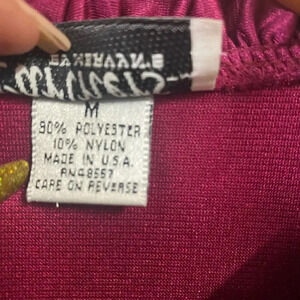 M
90% POLYESTER
10% NYLON
MADE IN U.S.A.
RN48557
CARE ON REVERSE